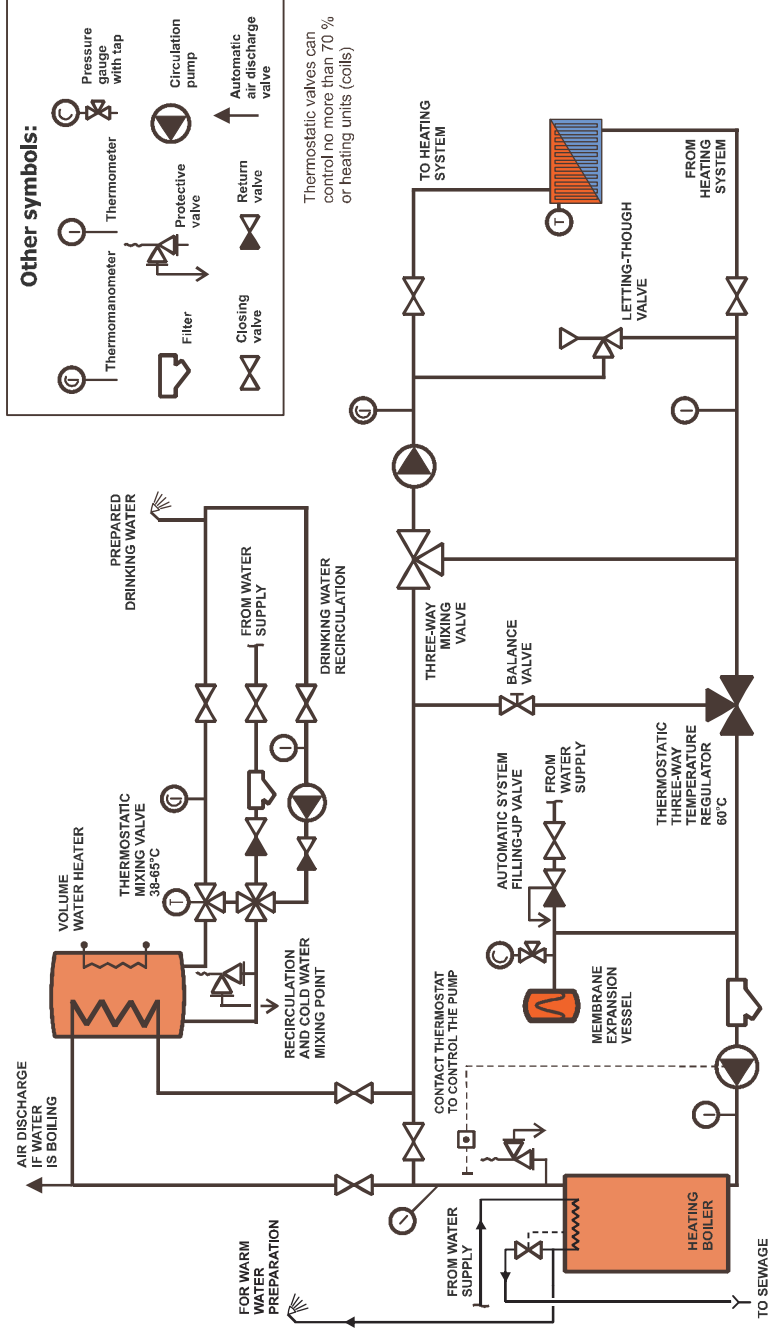 Other symbols:
Thermomanometer
Thermometer
Pressure
gauge
with tap
Filter
Protective
valve
Circulation
pump
Closing
valve
Return
valve
Automatic
air discharge
valve
Thermostatic valves can
control no more than 70 %
or heating units (coils)
AIR DISCHARGE
IF WATER
IS BOILING
VOLUME
WATER HEATER
THERMOSTATIC
MIXING VALVE
38-65°C
T
PREPARED
DRINKING WATER
FROM WATER
SUPPLY
DRINKING WATER
RECIRCULATION
RECIRCULATION
AND COLD WATER
MIXING POINT
TO HEATING
SYSTEM
T
FROM
HEATING
SYSTEM
LETTING-THOUGH
VALVE
THREE-WAY
MIXING
VALVE
BALANCE
VALVE
THERMOSTATIC
THREE-WAY
TEMPERATURE
REGULATOR
60°C
AUTOMATIC SYSTEM
FILLING-UP VALVE
FROM
WATER
SUPPLY
MEMBRANE
EXPANSION
VESSEL
CONTACT THERMOSTAT
TO CONTROL THE PUMP
FOR WARM
WATER
PREPARATION
FROM WATER
SUPPLY
HEATING
BOILER
TO SEWAGE